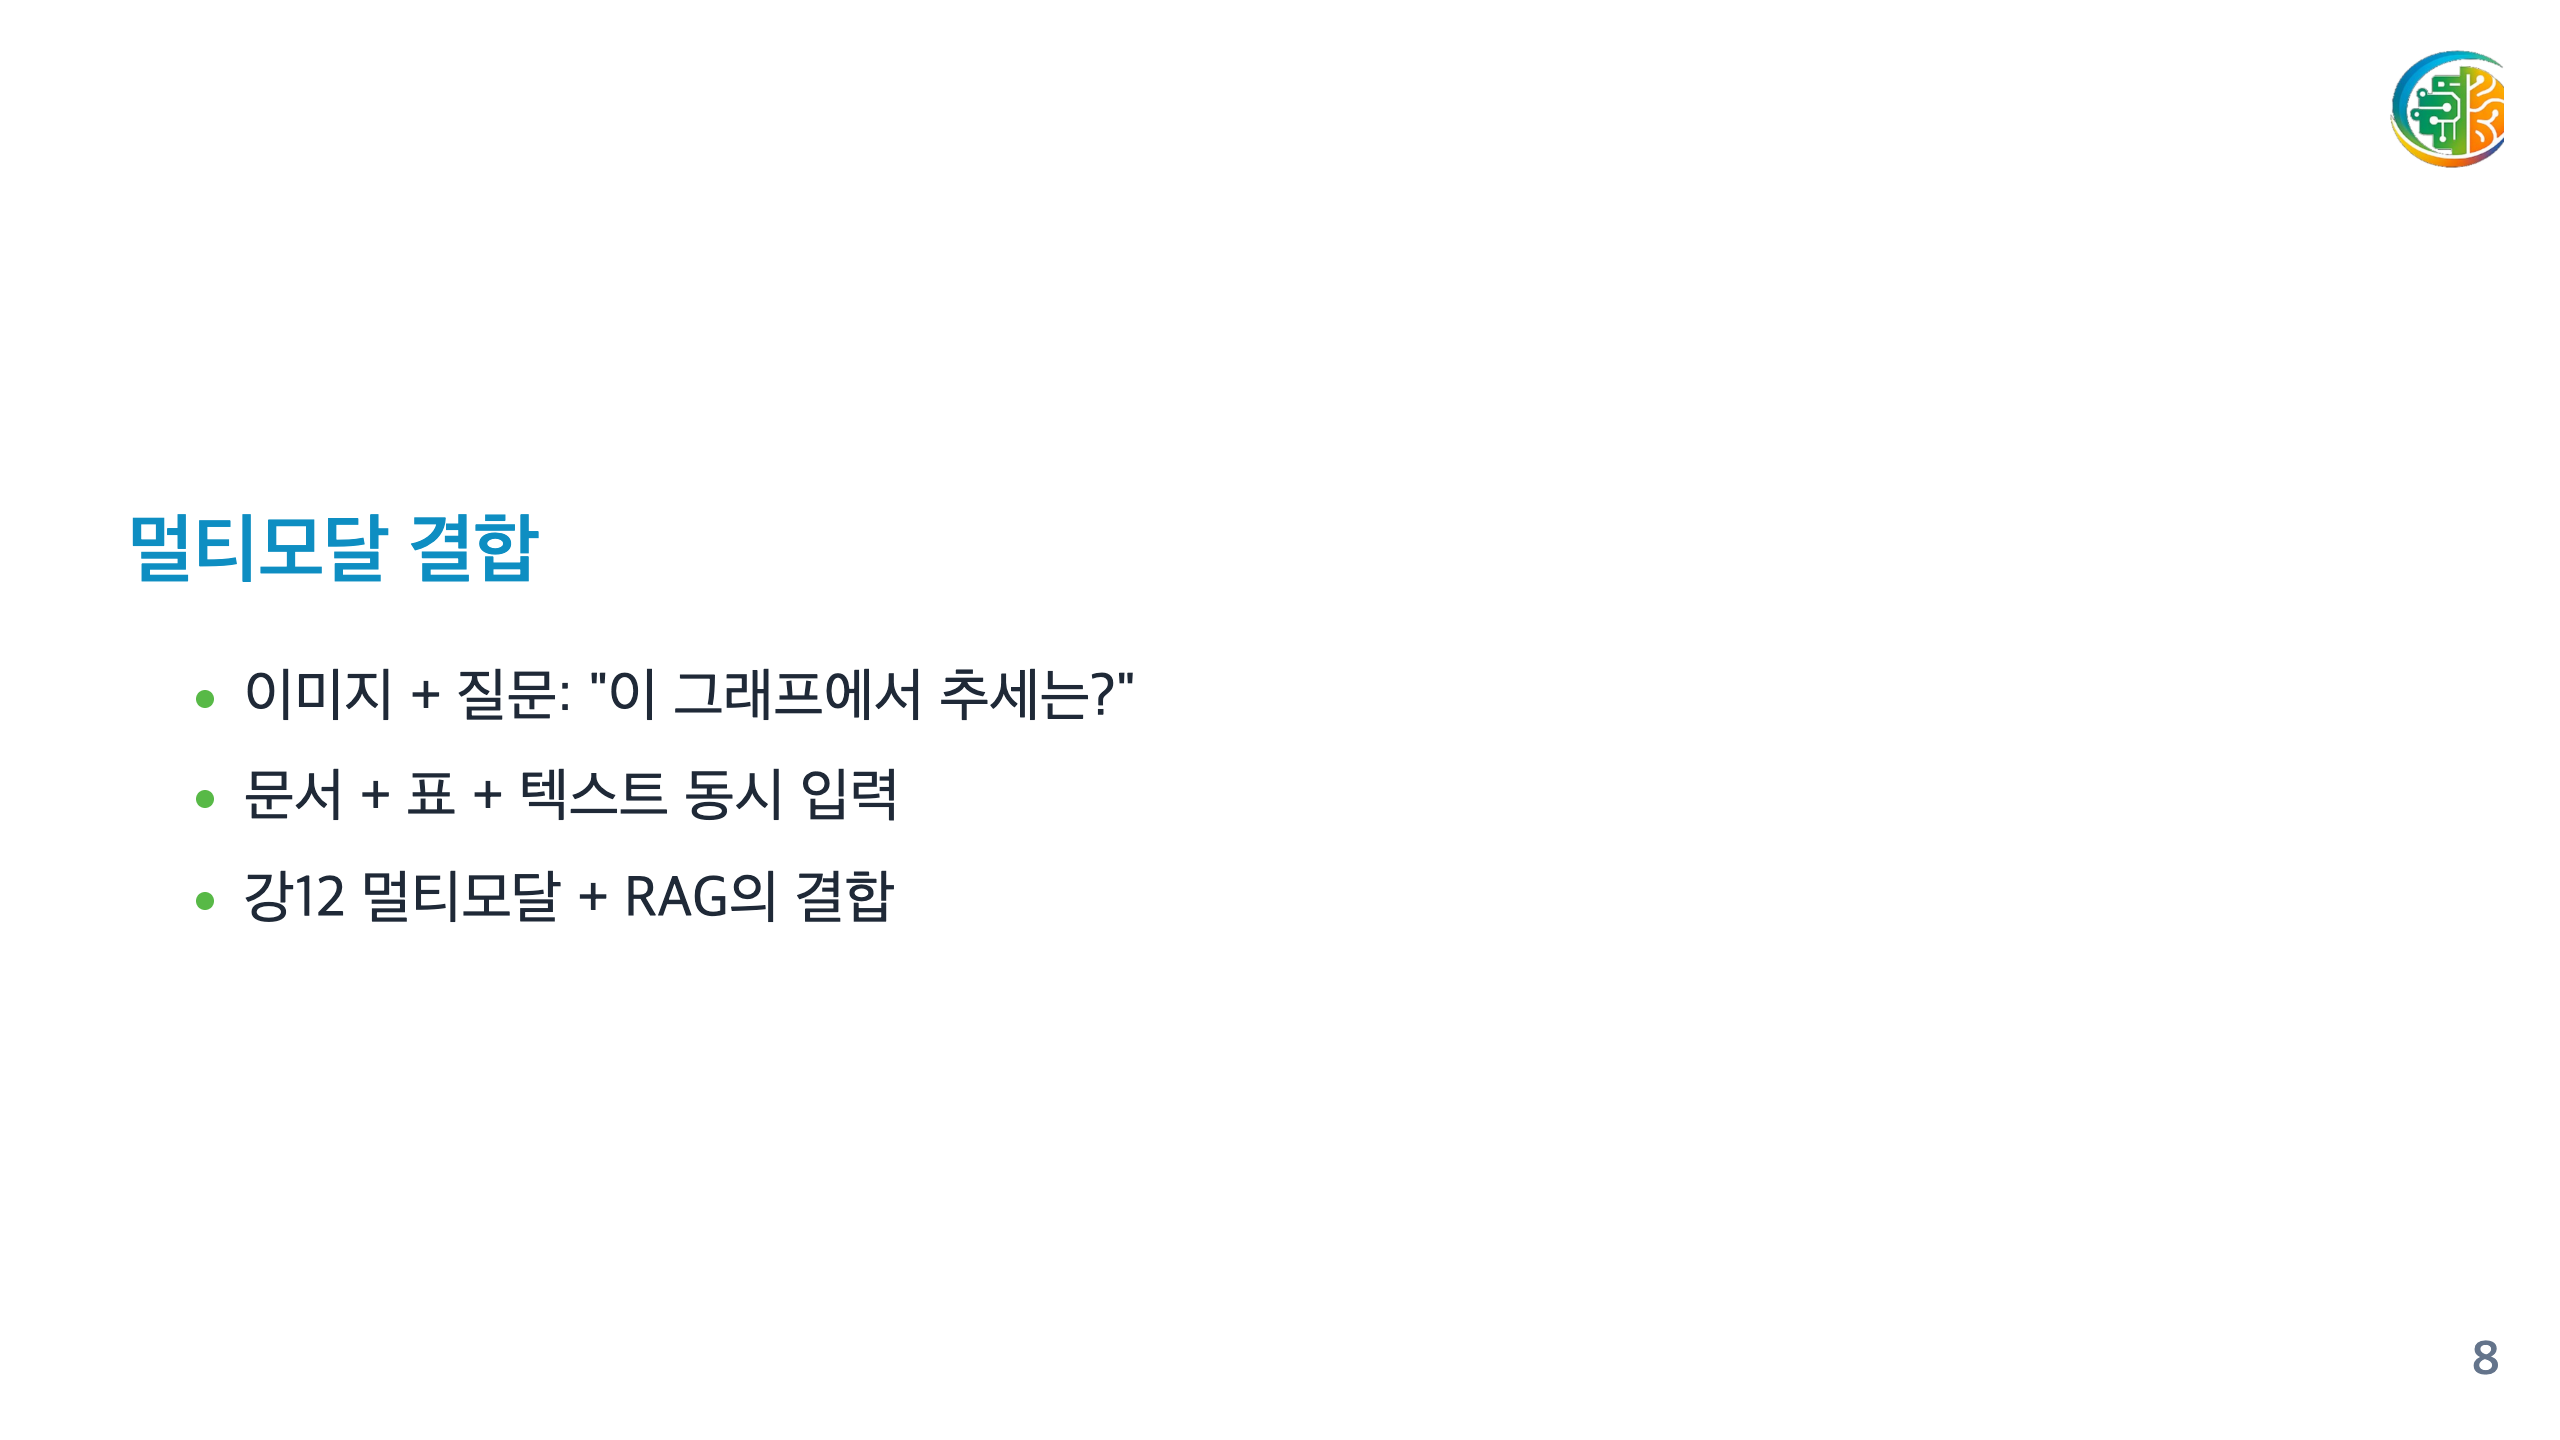 멀티모달 결합
• 이미지 + 질문: "이 그래프에서 추세는?"
• 문서 + 표 + 텍스트 동시 입력
• 강12 멀티모달 + RAG의 결합
8